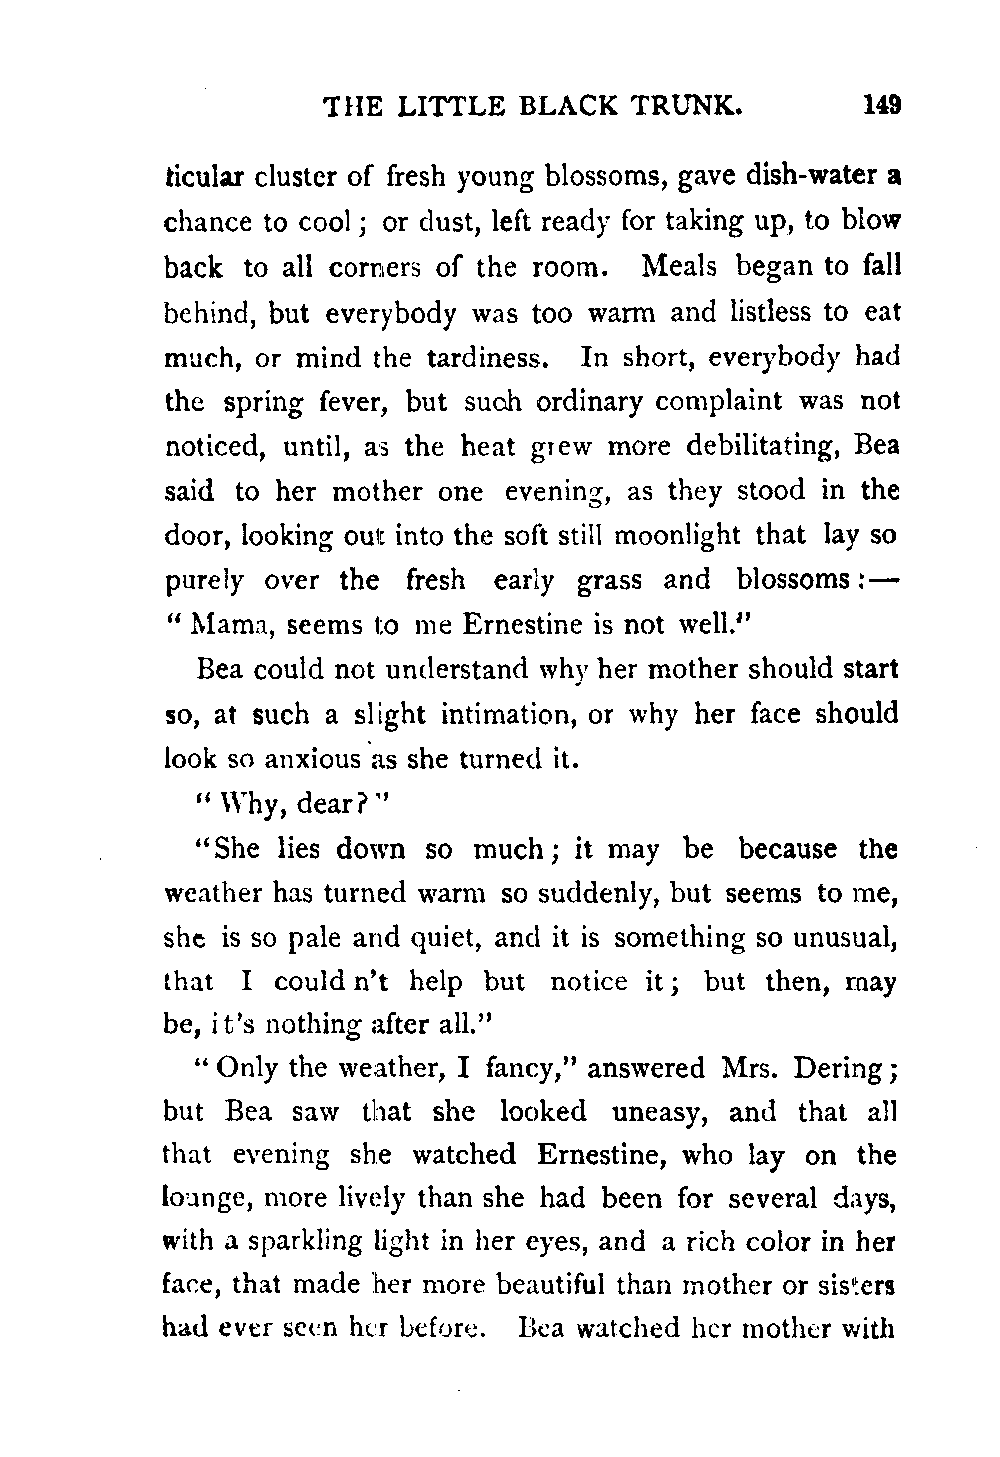 THE LITTLE BLACK TRUNK. 149
ticular cluster of fresh young blossoms, gave dish-water a
chance to cool; or dust, left ready for taking up, to blow
back to all corners of the room. Meals began to fall
behind, but everybody was too warm and listless to eat
much, or mind the tardiness. In short, everybody had
the spring fever, but such ordinary complaint was not
noticed, until, as the heat grew more debilitating, Bea
said to her mother one evening, as they stood in the
door, looking out into the soft still moonlight that lay so
purely over the fresh early grass and blossoms:—
"Mama, seems to me Ernestine is not well."
Bea could not understand why her mother should start
so, at such a slight intimation, or why her face should
look so anxious as she turned it.
"Why, dear?"
"She lies down so much; it may be because the
weather has turned warm so suddenly, but seems to me,
she is so pale and quiet, and it is something so unusual,
that I could n't help but notice it; but then, may
be, it's nothing after all."
"Only the weather, I fancy," answered Mrs. Dering;
but Bea saw that she looked uneasy, and that all
that evening she watched Ernestine, who lay on the
lounge, more lively than she had been for several days,
with a sparkling light in her eyes, and a rich color in her
face, that made her more beautiful than mother or sisters
had ever seen her before. Bea watched her mother with